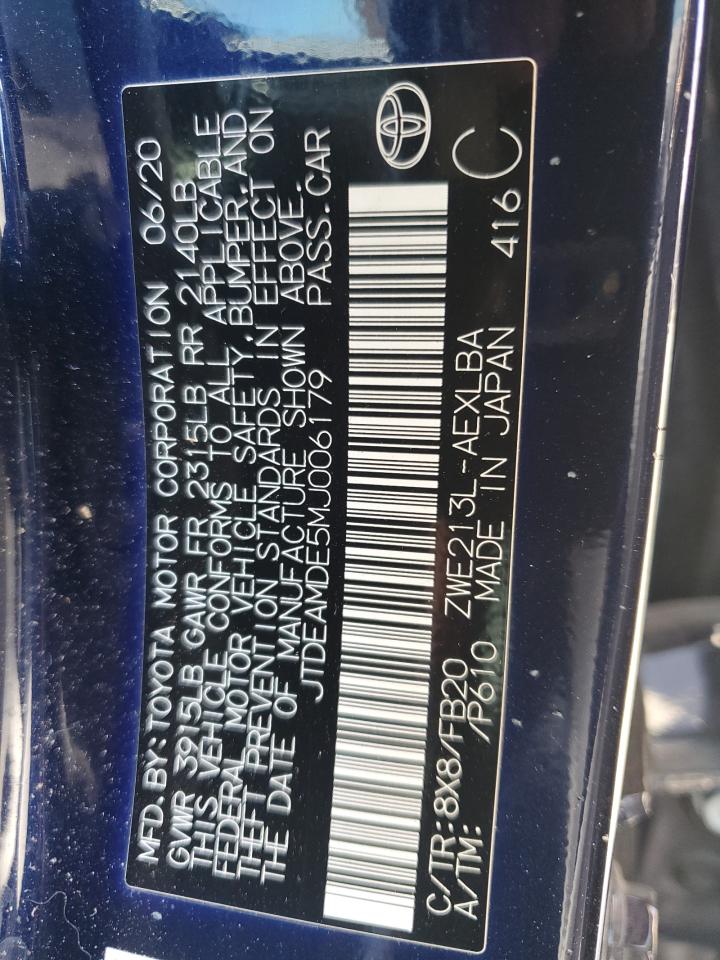 MFD.BY:TOYOTA MOTOR CORPORATION 06/20
GVWR 3915LB GAWR FR 2315LB RR 2140LB
THIS VEHICLE CONFORMS TO ALL APPLICABLE
FEDERAL MOTOR VEHICLE SAFETY,BUMPER,AND
THEFT PREVENTION STANDARDS IN EFFECT ON
THE DATE OF MANUFACTURE SHOWN ABOVE.
JTDEAMDE5MJ006179 PASS.CAR
C/TR:8X8/FB20 ZWE213L-AEXLBA
A/TM: /P610 MADE IN JAPAN 416 C